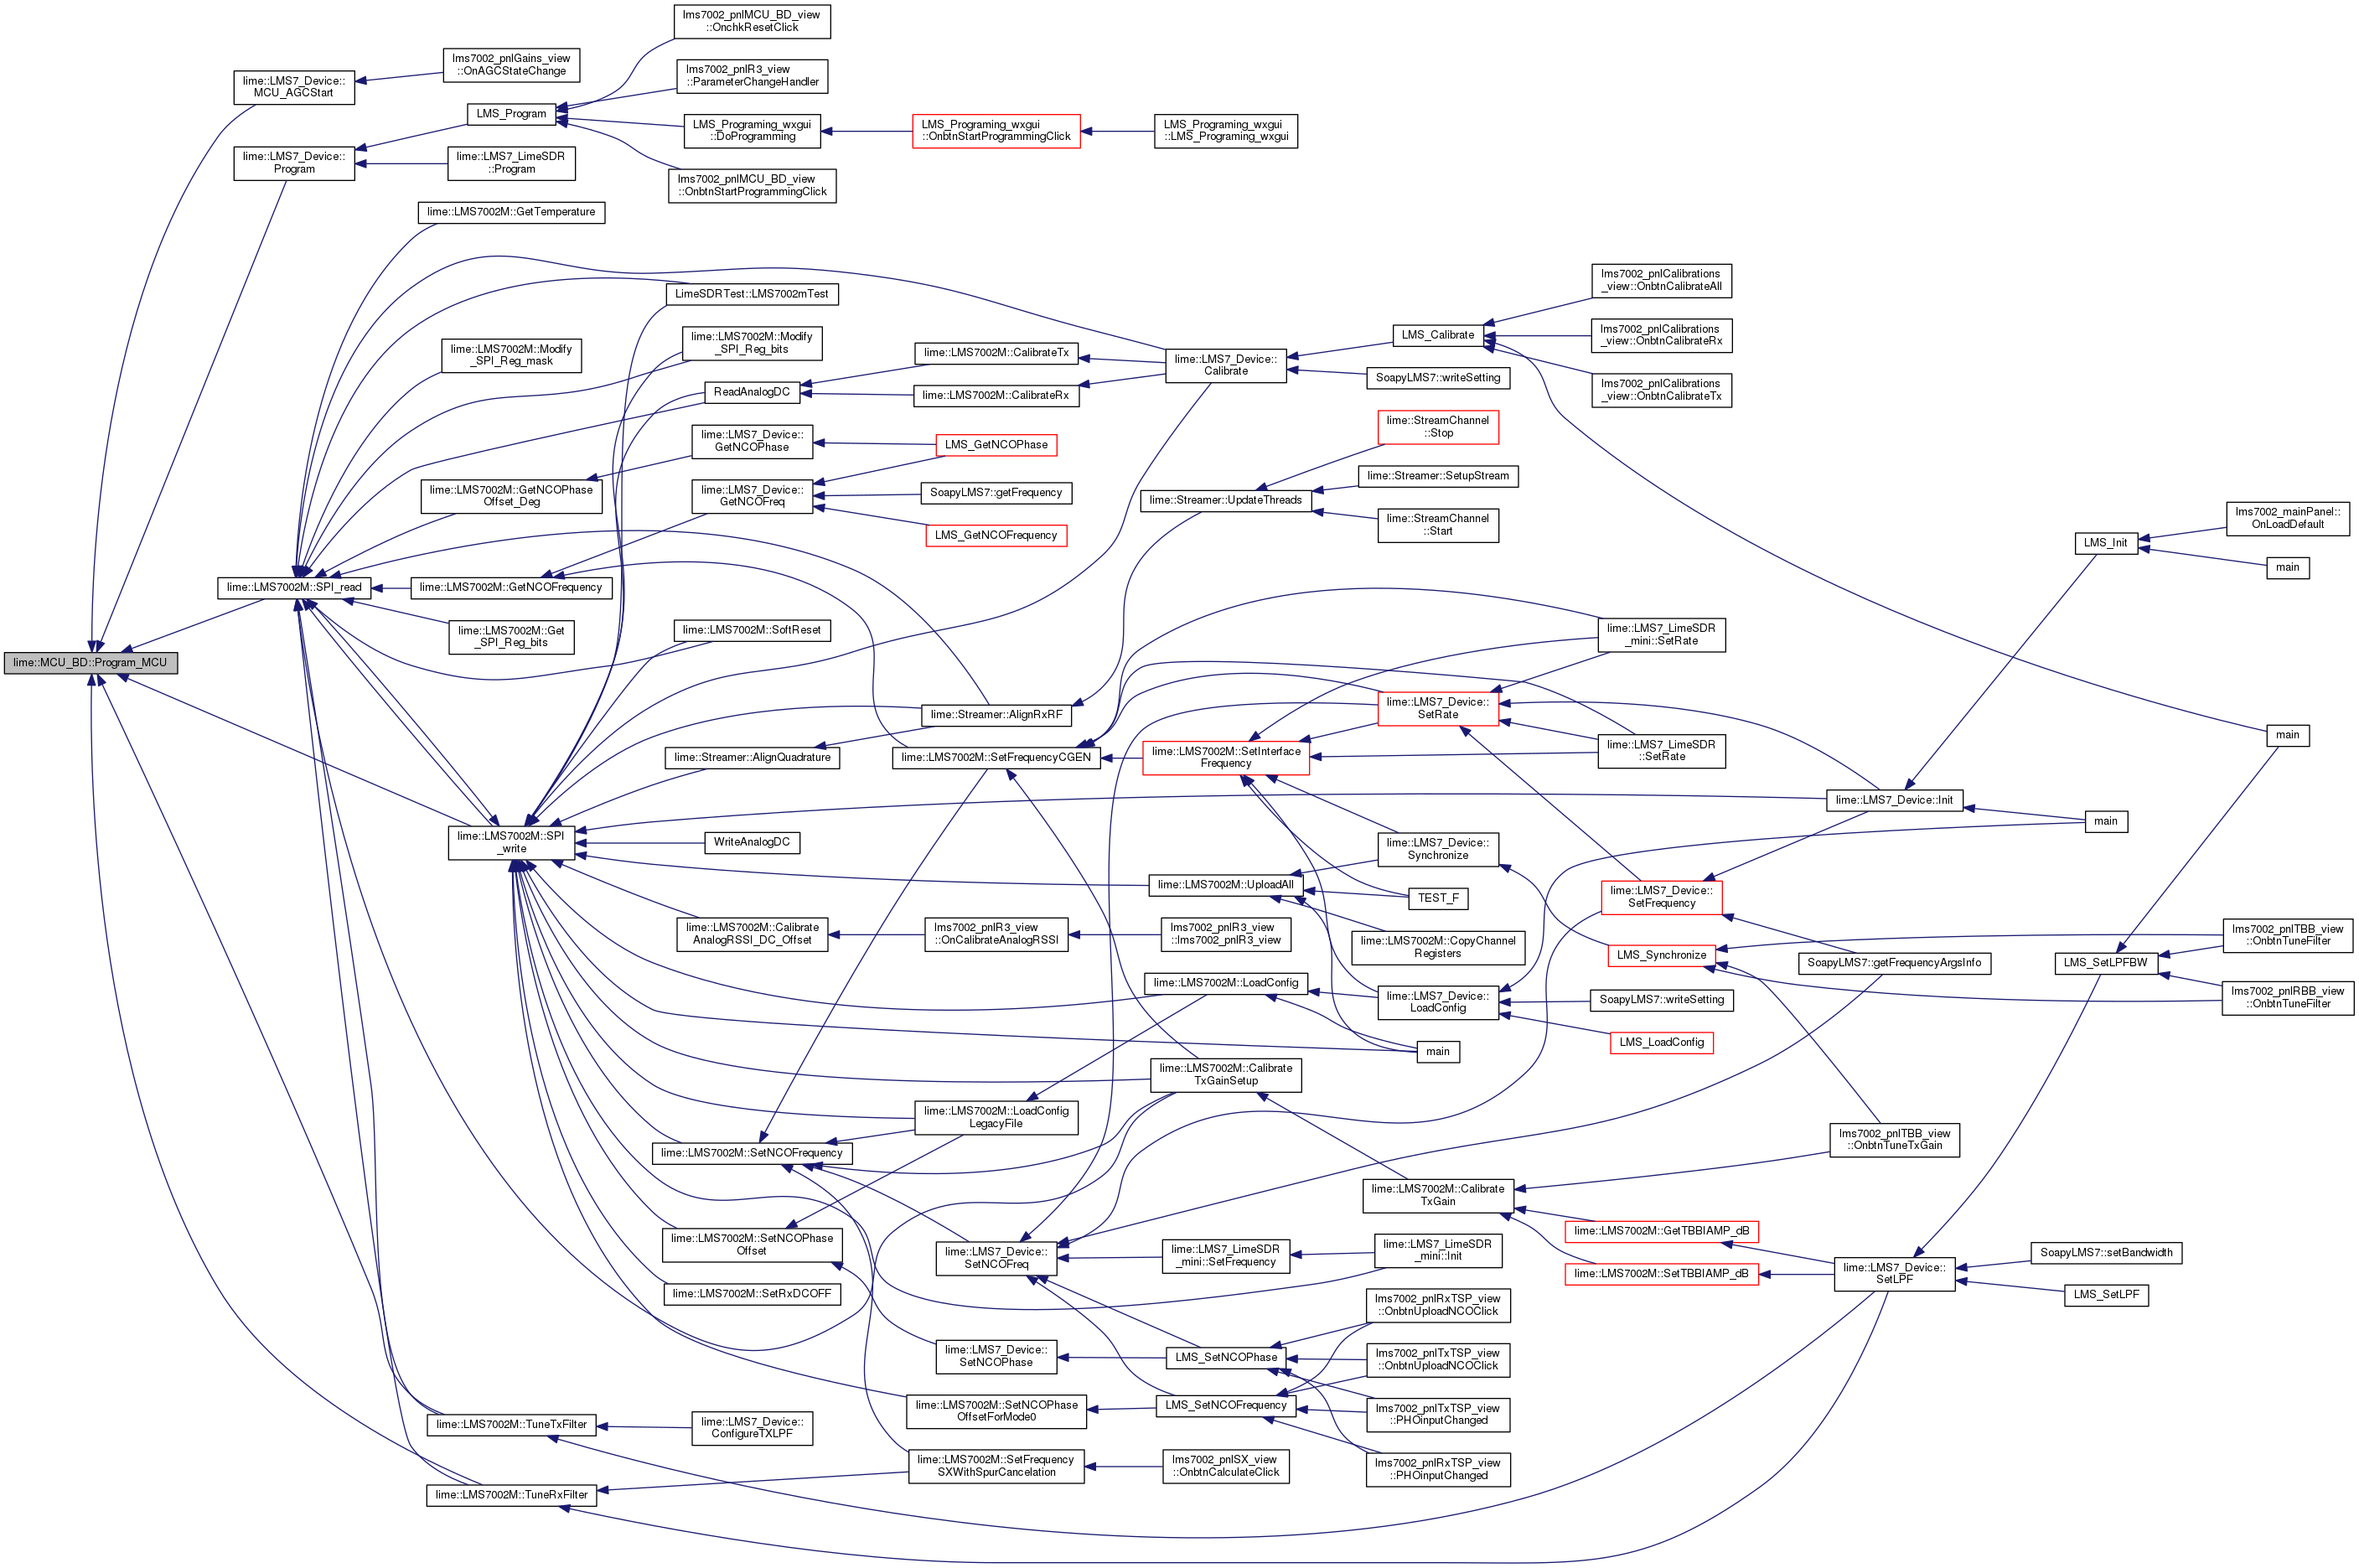 lime::MCU_BD::Program_MCU
lime::LMS7_Device::
MCU_AGCStart
lms7002_pnlGains_view
::OnAGCStateChange
lime::LMS7_Device::
Program
LMS_Program
lime::LMS7_LimeSDR
::Program
lms7002_pnlMCU_BD_view
::OnchkResetClick
lms7002_pnlR3_view
::ParameterChangeHandler
LMS_Programing_wxgui
::DoProgramming
LMS_Programing_wxgui
::OnbtnStartProgrammingClick
LMS_Programing_wxgui
::LMS_Programing_wxgui
lms7002_pnlMCU_BD_view
::OnbtnStartProgrammingClick
lime::LMS7002M::SPI_read
lime::LMS7002M::GetTemperature
LimeSDRTest::LMS7002mTest
lime::LMS7002M::Modify
_SPI_Reg_mask
lime::LMS7002M::Modify
_SPI_Reg_bits
ReadAnalogDC
lime::LMS7002M::CalibrateTx
lime::LMS7002M::CalibrateRx
lime::LMS7_Device::
Calibrate
LMS_Calibrate
SoapyLMS7::writeSetting
lms7002_pnlCalibrations
_view::OnbtnCalibrateAll
lms7002_pnlCalibrations
_view::OnbtnCalibrateRx
lms7002_pnlCalibrations
_view::OnbtnCalibrateTx
lime::LMS7002M::GetNCOPhase
Offset_Deg
lime::LMS7_Device::
GetNCOPhase
LMS_GetNCOPhase
lime::LMS7_Device::
GetNCOFreq
SoapyLMS7::getFrequency
LMS_GetNCOFrequency
lime::LMS7002M::GetNCOFrequency
lime::LMS7002M::Get
_SPI_Reg_bits
lime::LMS7002M::SoftReset
lime::Streamer::AlignRxRF
lime::Streamer::AlignQuadrature
lime::Streamer::UpdateThreads
lime::StreamChannel
::Stop
lime::Streamer::SetupStream
lime::StreamChannel
::Start
lime::LMS7002M::SetFrequencyCGEN
lime::LMS7002M::SetInterface
Frequency
lime::LMS7_Device::
SetRate
lime::LMS7_LimeSDR
_mini::SetRate
lime::LMS7_LimeSDR
::SetRate
LMS_Init
lms7002_mainPanel::
OnLoadDefault
main
main
lime::LMS7_Device::Init
main
lime::LMS7002M::SPI
_write
WriteAnalogDC
lime::LMS7002M::UploadAll
lime::LMS7_Device::
Synchronize
TEST_F
lime::LMS7002M::CopyChannel
Registers
lime::LMS7_Device::
SetFrequency
LMS_Synchronize
SoapyLMS7::getFrequencyArgsInfo
LMS_SetLPFBW
lms7002_pnlTBB_view
::OnbtnTuneFilter
lms7002_pnlRBB_view
::OnbtnTuneFilter
lime::LMS7002M::Calibrate
AnalogRSSI_DC_Offset
lms7002_pnlR3_view
::OnCalibrateAnalogRSSI
lms7002_pnlR3_view
::lms7002_pnlR3_view
lime::LMS7002M::LoadConfig
lime::LMS7_Device::
LoadConfig
SoapyLMS7::writeSetting
LMS_LoadConfig
main
lime::LMS7002M::Calibrate
TxGainSetup
lime::LMS7002M::LoadConfig
LegacyFile
lime::LMS7002M::SetNCOFrequency
lms7002_pnlTBB_view
::OnbtnTuneTxGain
lime::LMS7002M::Calibrate
TxGain
lime::LMS7002M::GetTBBIAMP_dB
lime::LMS7002M::SetTBBIAMP_dB
lime::LMS7002M::SetNCOPhase
Offset
lime::LMS7_Device::
SetNCOFreq
lime::LMS7_LimeSDR
_mini::SetFrequency
lime::LMS7_LimeSDR
_mini::Init
lime::LMS7_Device::
SetLPF
SoapyLMS7::setBandwidth
LMS_SetLPF
lime::LMS7002M::SetRxDCOFF
lime::LMS7_Device::
SetNCOPhase
LMS_SetNCOPhase
lms7002_pnlRxTSP_view
::OnbtnUploadNCOClick
lms7002_pnlTxTSP_view
::OnbtnUploadNCOClick
lime::LMS7002M::SetNCOPhase
OffsetForMode0
LMS_SetNCOFrequency
lms7002_pnlTxTSP_view
::PHOinputChanged
lms7002_pnlRxTSP_view
::PHOinputChanged
lime::LMS7002M::TuneTxFilter
lime::LMS7_Device::
ConfigureTXLPF
lime::LMS7002M::SetFrequency
SXWithSpurCancelation
lms7002_pnlSX_view
::OnbtnCalculateClick
lime::LMS7002M::TuneRxFilter